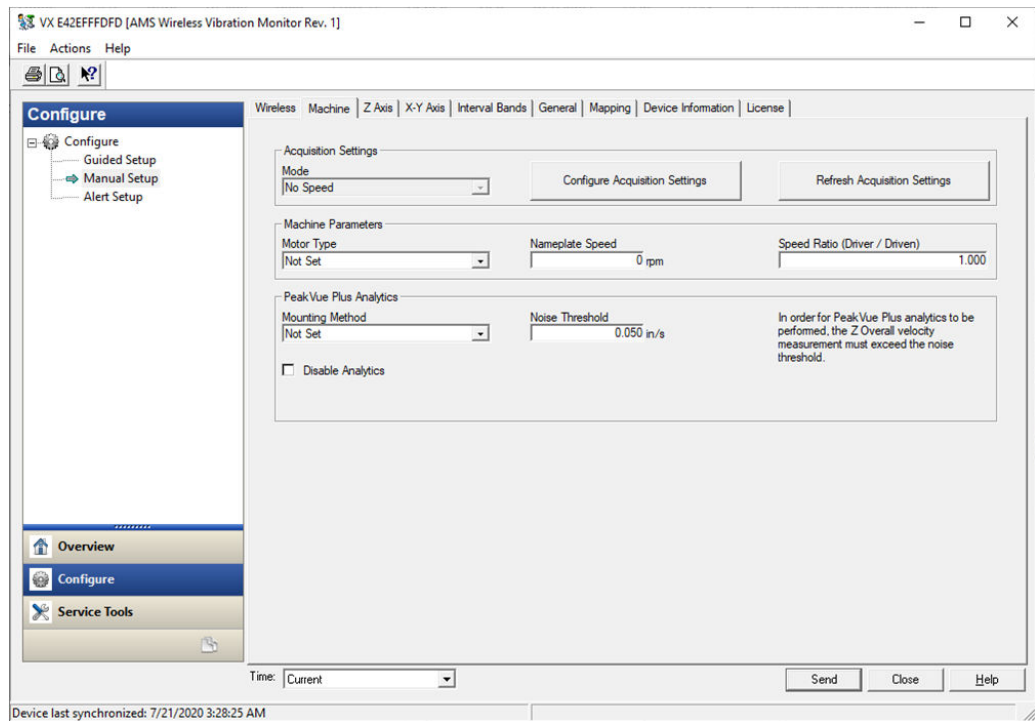 VX E42EFFFDFD [AMS Wireless Vibration Monitor Rev. 1]
File Actions Help
Configure
Configure
Guided Setup
Manual Setup
Alert Setup
Overview
Configure
Service Tools
Wireless Machine Z Axis X-Y Axis Interval Bands General Mapping Device Information License
Acquisition Settings
Mode
No Speed
Configure Acquisition Settings
Refresh Acquisition Settings
Machine Parameters
Motor Type
Not Set
Nameplate Speed
0 rpm
Speed Ratio (Driver / Driven)
1.000
PeakVue Plus Analytics
Mounting Method
Not Set
Noise Threshold
0.050 in/s
In order for PeakVue Plus analytics to be
performed, the Z Overall velocity
measurement must exceed the noise
threshold.
Disable Analytics
Time: Current
Send Close Help
Device last synchronized: 7/21/2020 3:28:25 AM